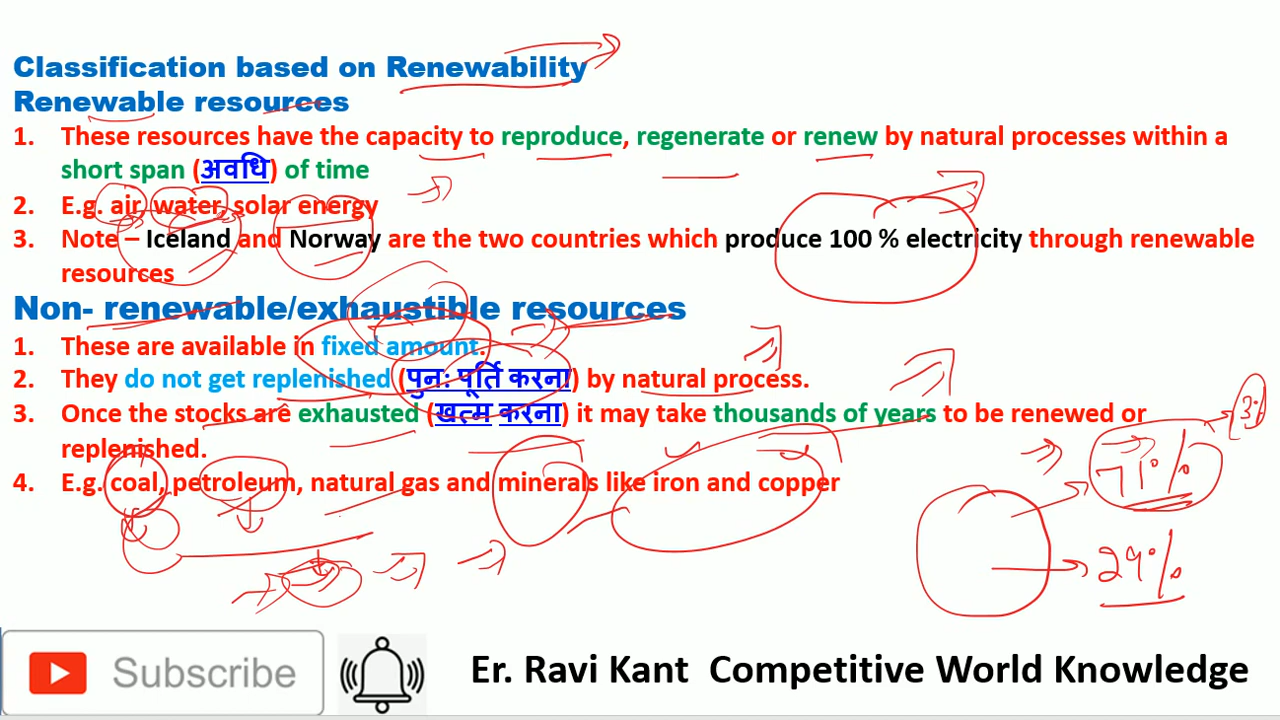 Classification based on Renewability
Renewable resources
1. These resources have the capacity to reproduce, regenerate or renew by natural processes within a
short span (अवधि) of time
2. E.g. air, water, solar energy
3. Note – Iceland and Norway are the two countries which produce 100 % electricity through renewable
resources
Non- renewable/exhaustible resources
1. These are available in fixed amount.
2. They do not get replenished (पुनः पूर्ति करना) by natural process.
3. Once the stocks are exhausted (खत्म करना) it may take thousands of years to be renewed or
replenished.
4. E.g. coal, petroleum, natural gas and minerals like iron and copper
71%
29%
Subscribe
Er. Ravi Kant Competitive World Knowledge